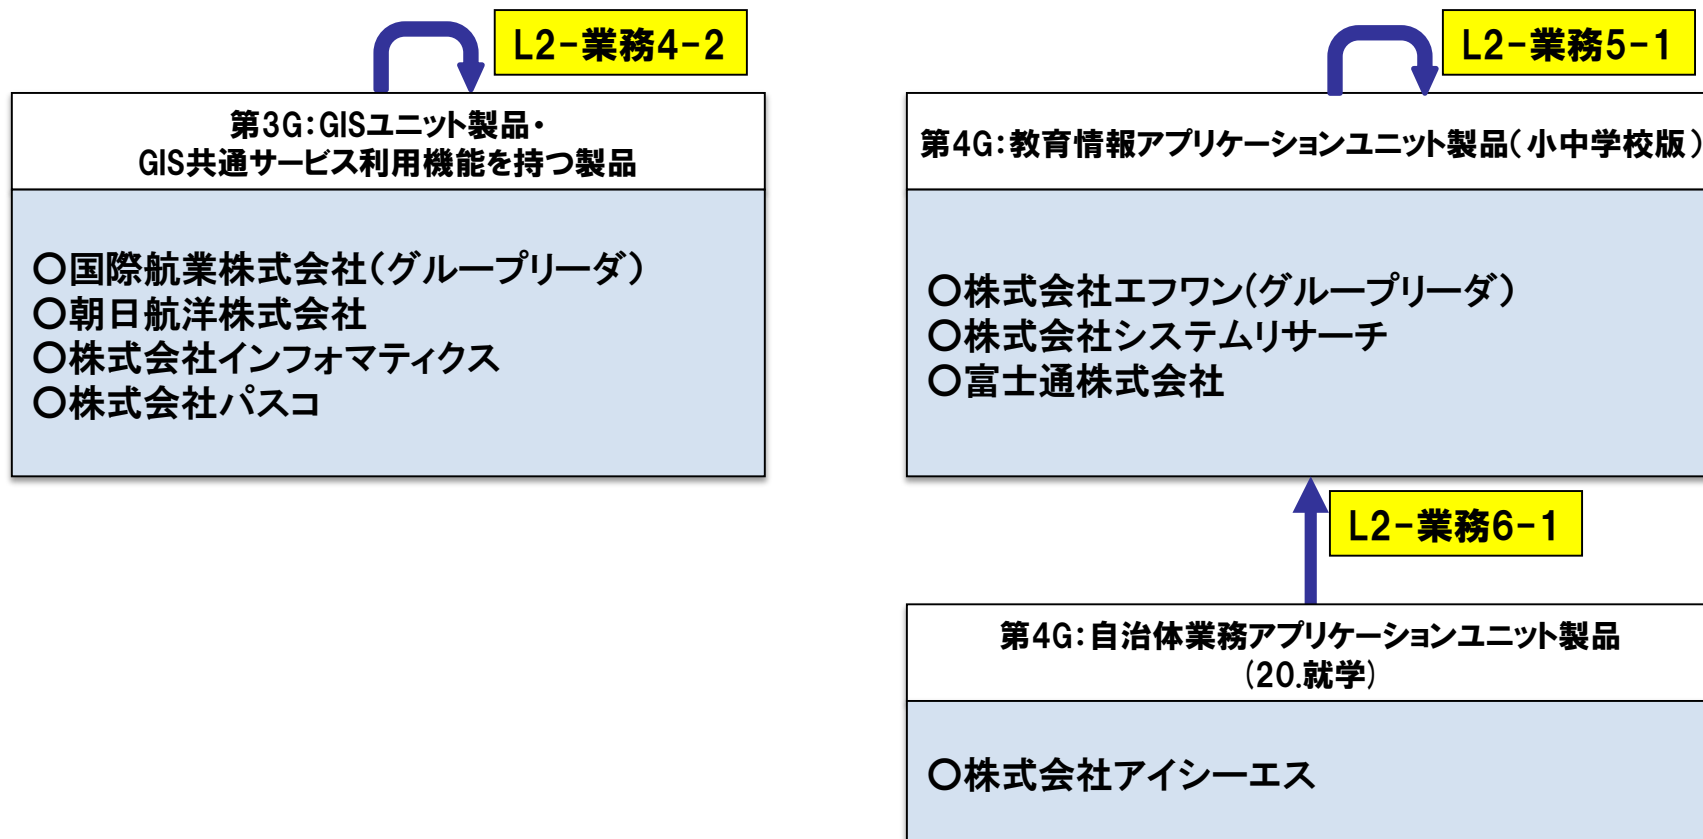 L2-業務4-2
第3G:GISユニット製品・
GIS共通サービス利用機能を持つ製品
○国際航業株式会社(グループリーダ)
○朝日航洋株式会社
○株式会社インフォマティクス
○株式会社パスコ
L2-業務5-1
第4G:教育情報アプリケーションユニット製品(小中学校版)
○株式会社エフワン(グループリーダ)
○株式会社システムリサーチ
○富士通株式会社
L2-業務6-1
第4G:自治体業務アプリケーションユニット製品
(20.就学)
○株式会社アイシーエス